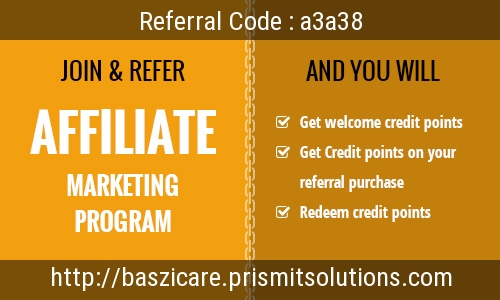 Referral Code : a3a38
JOIN & REFER
AFFILIATE
MARKETING
PROGRAM
AND YOU WILL
Get welcome credit points
Get Credit points on your
referral purchase
Redeem credit points
http://baszicare.prismitsolutions.com